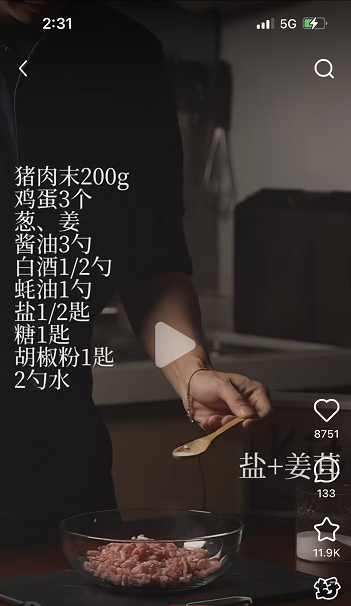 2:31
5G
猪肉末200g
鸡蛋3个
葱、姜
酱油3勺
白酒1/2勺
蚝油1勺
盐1/2匙
糖1匙
胡椒粉1匙
2勺水
8751
盐+姜茸
133
11.9K